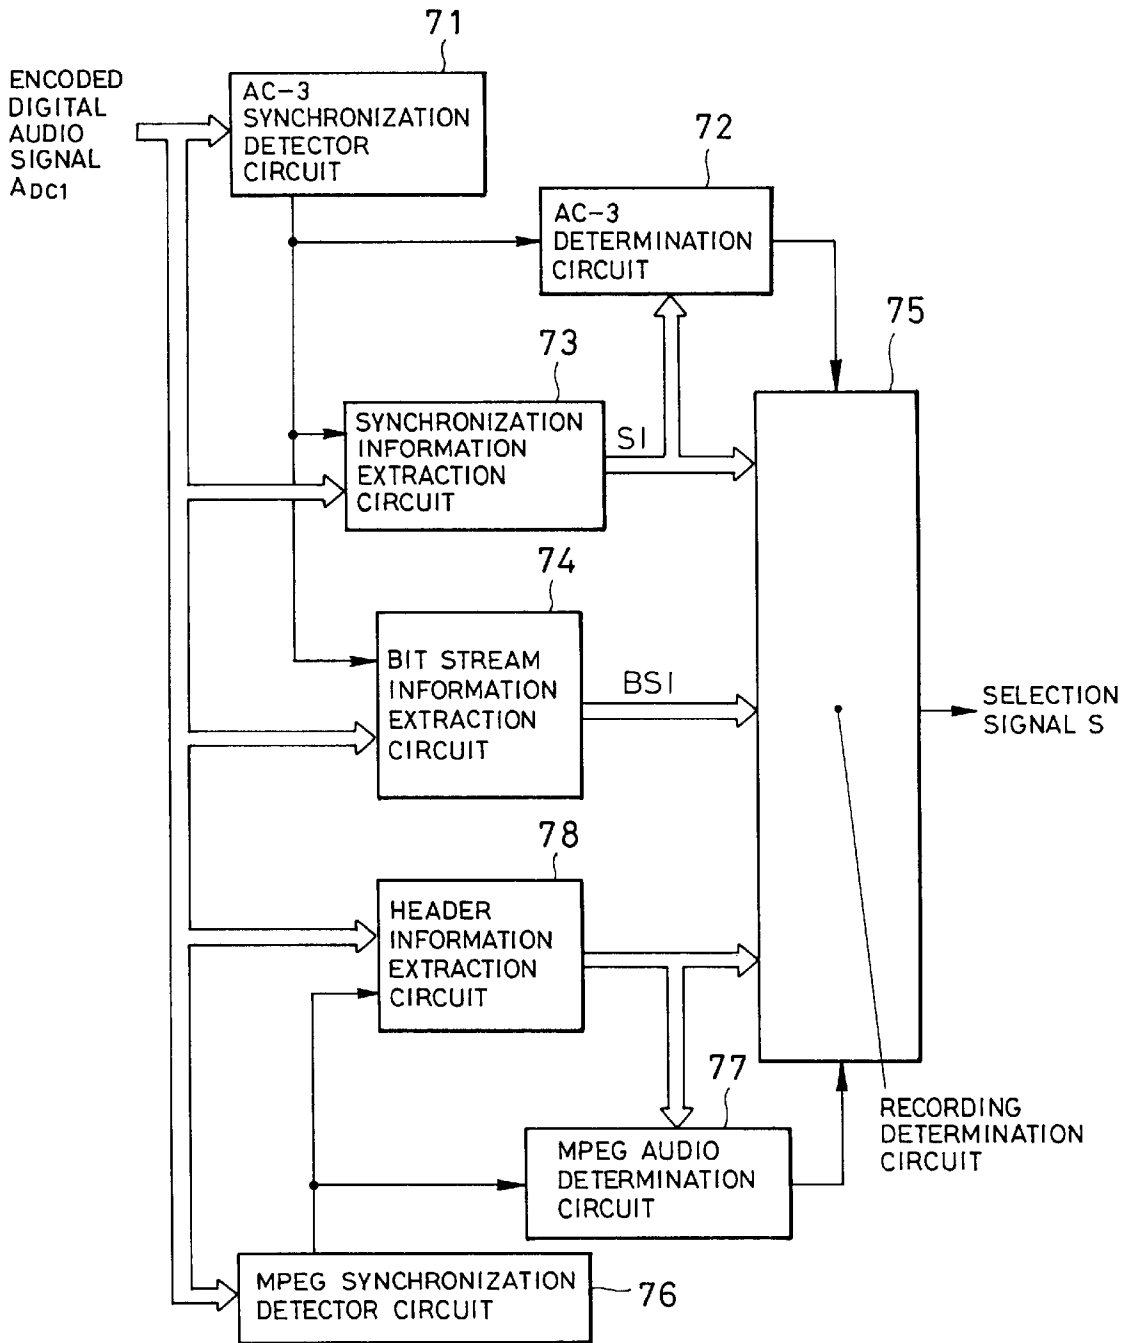 71
ENCODED
DIGITAL
AUDIO
SIGNAL
ADC1
AC-3
SYNCHRONIZATION
DETECTOR
CIRCUIT
72
AC-3
DETERMINATION
CIRCUIT
75
73
SYNCHRONIZATION
INFORMATION
EXTRACTION
CIRCUIT
SI
74
BIT STREAM
INFORMATION
EXTRACTION
CIRCUIT
BSI
SELECTION
SIGNAL S
78
HEADER
INFORMATION
EXTRACTION
CIRCUIT
77
MPEG AUDIO
DETERMINATION
CIRCUIT
RECORDING
DETERMINATION
CIRCUIT
MPEG SYNCHRONIZATION
DETECTOR CIRCUIT
76